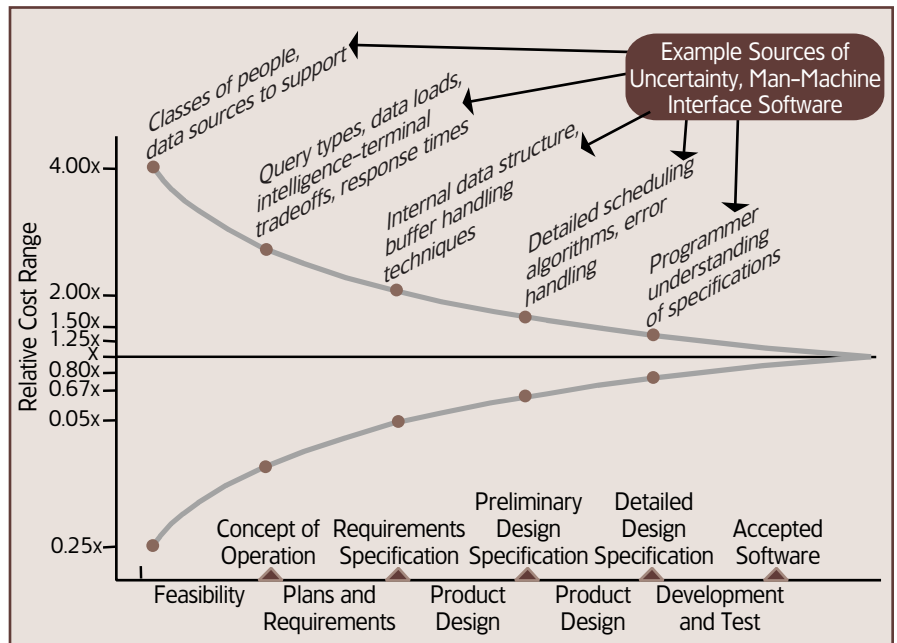 Example Sources of
Uncertainty, Man-Machine
Interface Software
Classes of people,
data sources to support
Query types, data loads,
intelligence-terminal
tradeoffs, response times
Internal data structure,
buffer handling
techniques
Detailed scheduling
algorithms, error
handling
Programmer
understanding
of specifications
Relative Cost Range
4.00x
2.00x
1.50x
1.25x
x
0.80x
0.67x
0.05x
0.25x
Concept of
Operation
Requirements
Specification
Preliminary
Design
Specification
Detailed
Design
Specification
Accepted
Software
Feasibility
Plans and
Requirements
Product
Design
Product
Design
Development
and Test